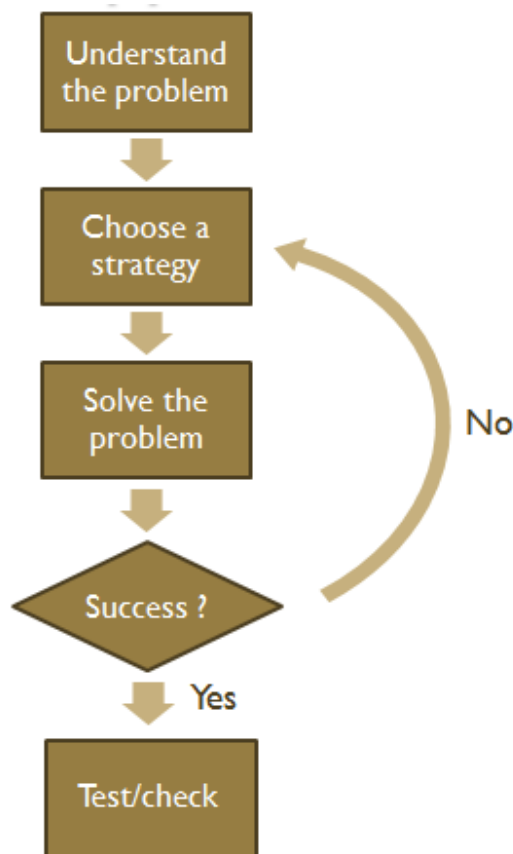 Understand
the problem
Choose a
strategy
Solve the
problem
No
Success ?
Yes
Test/check